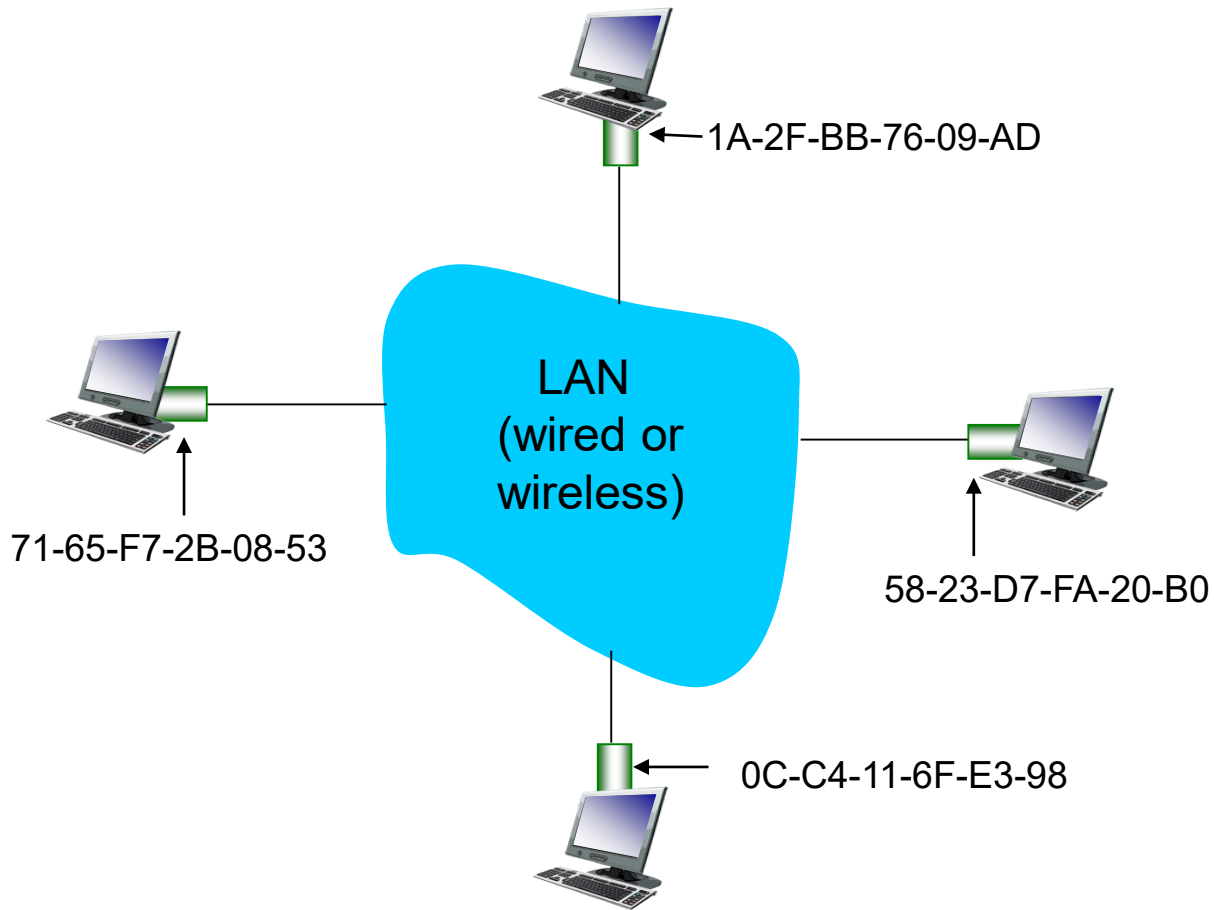 1A-2F-BB-76-09-AD
LAN
(wired or
wireless)
71-65-F7-2B-08-53
58-23-D7-FA-20-B0
0C-C4-11-6F-E3-98